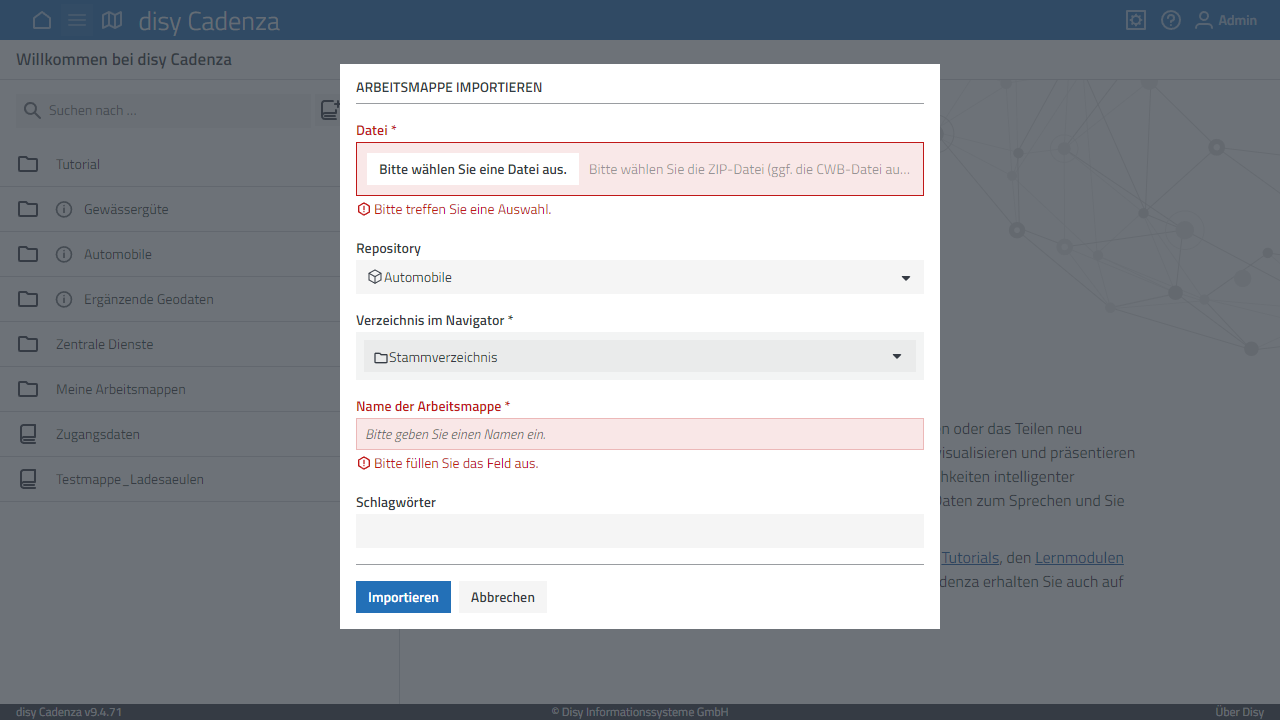 disy Cadenza
Admin
Willkommen bei disy Cadenza
Suchen nach ...
Tutorial
Gewässergüte
Automobile
Ergänzende Geodaten
Zentrale Dienste
Meine Arbeitsmappen
Zugangsdaten
Testmappe_Ladesaeulen
ARBEITSMAPPE IMPORTIEREN
Datei *
Bitte wählen Sie eine Datei aus. Bitte wählen Sie die ZIP-Datei (ggf. die CWB-Datei au...
Bitte treffen Sie eine Auswahl.
Repository
Automobile
Verzeichnis im Navigator *
Stammverzeichnis
Name der Arbeitsmappe *
Bitte geben Sie einen Namen ein.
Bitte füllen Sie das Feld aus.
Schlagwörter
Importieren Abbrechen
oder das Teilen neu
präsentieren
intelligenter
zum Sprechen und Sie
Tutorials, den Lernmodulen
erhalten Sie auch auf
disy Cadenza v9.4.71
© Disy Informationssysteme GmbH
Über Disy